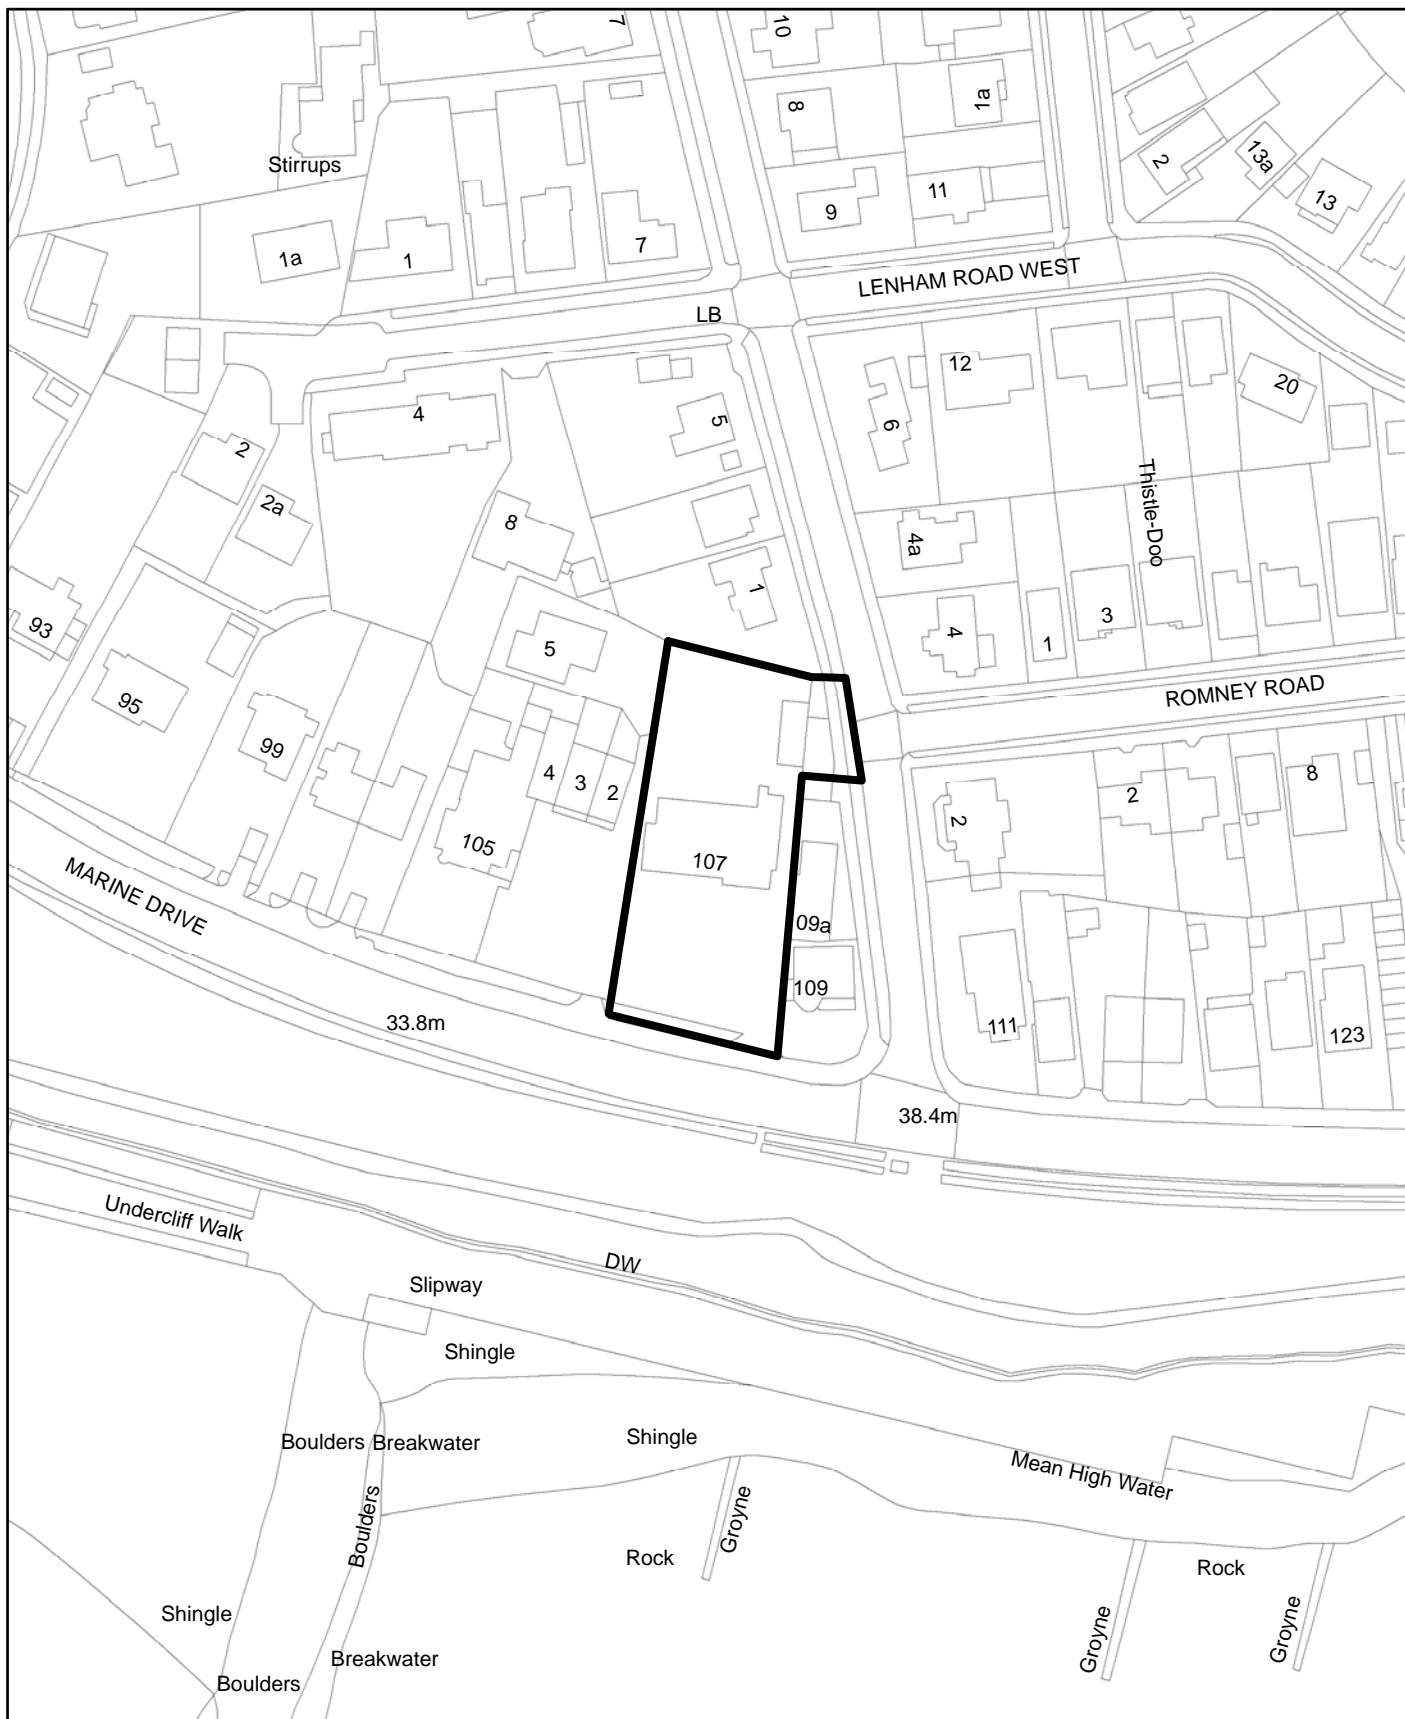 7
10
8
1a
Stirrups
2
13a
13
9
11
1a
1
7
LENHAM ROAD WEST
LB
12
20
4
5
6
2
2a
8
Thistle-Doo
4a
1
93
5
4
1
3
95
99
ROMNEY ROAD
4
3
2
105
107
2
2
8
MARINE DRIVE
09a
109
111
123
33.8m
38.4m
Undercliff Walk
DW
Slipway
Shingle
Boulders
Breakwater
Shingle
Mean High Water
Boulders
Groyne
Rock
Rock
Shingle
Groyne
Groyne
Breakwater
Boulders